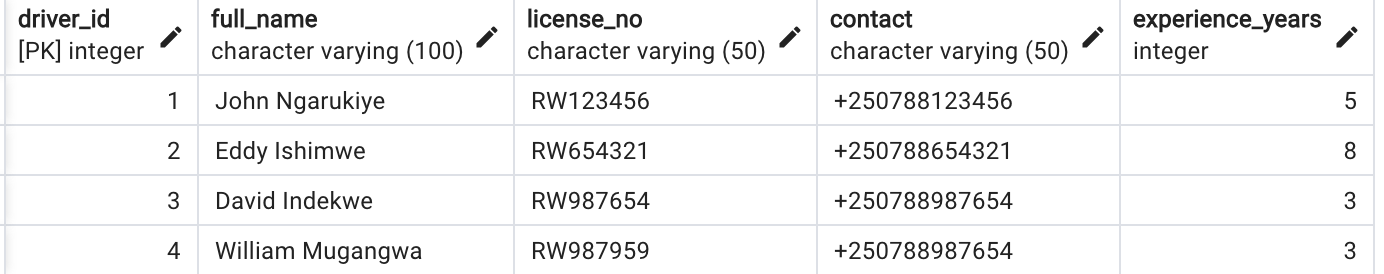 driver_id full_name license_no contact experience_years
[PK] integer character varying (100) character varying (50) character varying (50) integer
1 John Ngarukiye RW123456 +250788123456 5
2 Eddy Ishimwe RW654321 +250788654321 8
3 David Indekwe RW987654 +250788987654 3
4 William Mugangwa RW987959 +250788987654 3